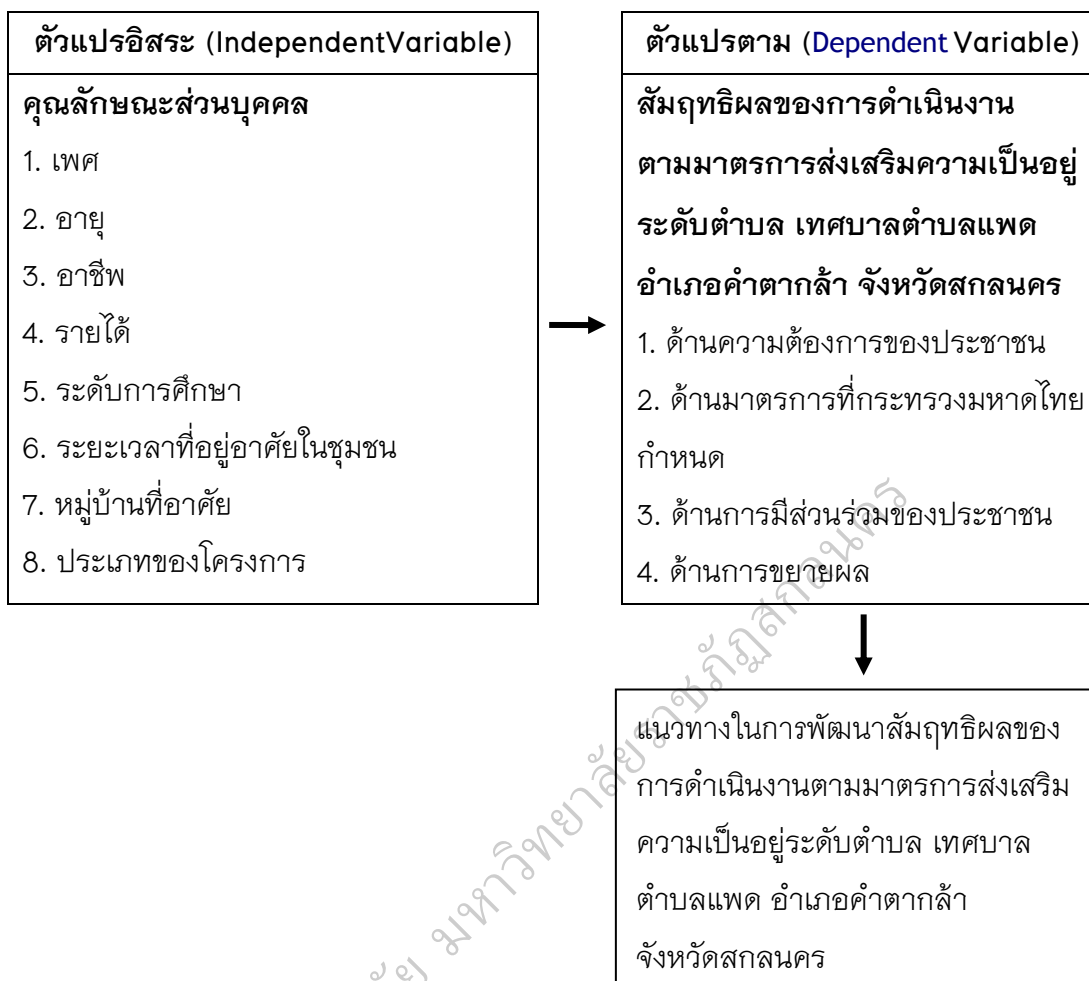 ตัวแปรอิสระ (IndependentVariable)
คุณลักษณะส่วนบุคคล
1. เพศ
2. อายุ
3. อาชีพ
4. รายได้
5. ระดับการศึกษา
6. ระยะเวลาที่อยู่อาศัยในชุมชน
7. หมู่บ้านที่อาศัย
8. ประเภทของโครงการ
ตัวแปรตาม (Dependent Variable)
สัมฤทธิผลของการดำเนินงาน
ตามมาตรการส่งเสริมความเป็นอยู่
ระดับตำบล เทศบาลตำบลแพด
อำเภอคำตากล้า จังหวัดสกลนคร
1. ด้านความต้องการของประชาชน
2. ด้านมาตรการที่กระทรวงมหาดไทย
กำหนด
3. ด้านการมีส่วนร่วมของประชาชน
4. ด้านการขยายผล
แนวทางในการพัฒนาสัมฤทธิผลของ
การดำเนินงานตามมาตรการส่งเสริม
ความเป็นอยู่ระดับตำบล เทศบาล
ตำบลแพด อำเภอคำตากล้า
จังหวัดสกลนคร
มหาวิทยาลัยราชภัฏสกลนคร